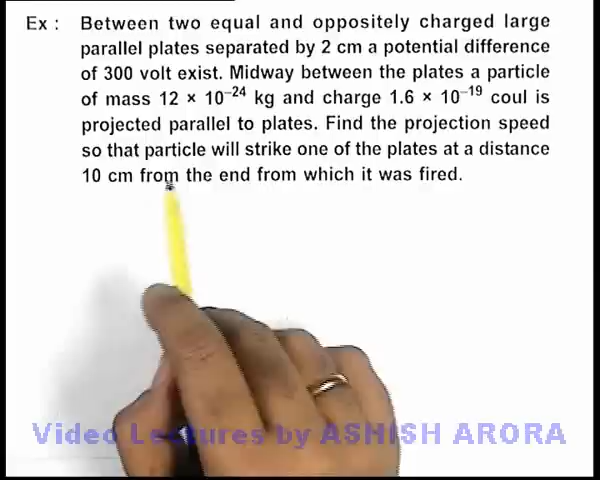 Ex : Between two equal and oppositely charged large
parallel plates separated by 2 cm a potential difference
of 300 volt exist. Midway between the plates a particle
of mass 12 × 10⁻²⁴ kg and charge 1.6 × 10⁻¹⁹ coul is
projected parallel to plates. Find the projection speed
so that particle will strike one of the plates at a distance
10 cm from the end from which it was fired.
Video Lectures by ASHISH ARORA